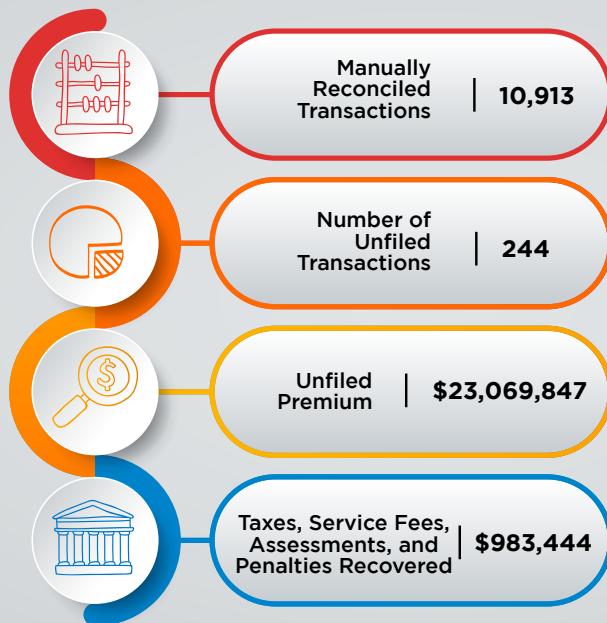 Manually
Reconciled
Transactions | 10,913
Number of
Unfiled
Transactions | 244
Unfiled
Premium | $23,069,847
Taxes, Service Fees,
Assessments, and
Penalties Recovered | $983,444
$